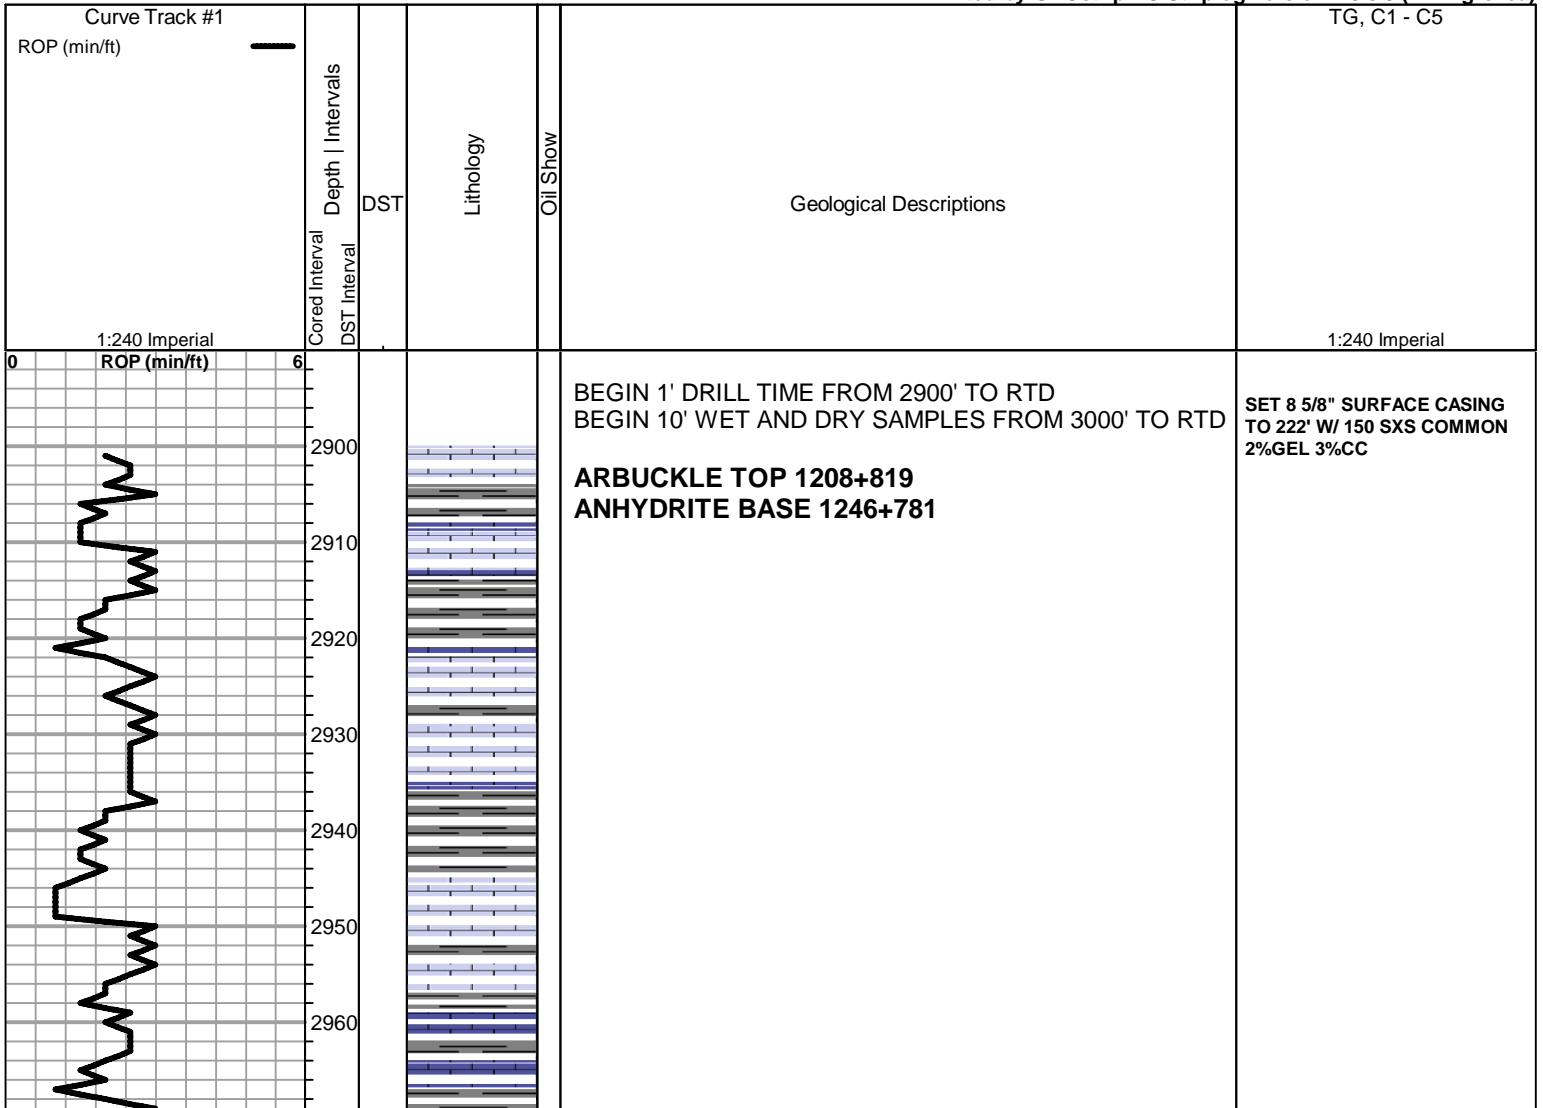 Curve Track #1
ROP (min/ft)
1:240 Imperial
Depth | Intervals
Cored Interval
DST Interval
DST
Lithology
Oil Show
Geological Descriptions
TG, C1 - C5
1:240 Imperial
0 ROP (min/ft) 6
BEGIN 1' DRILL TIME FROM 2900' TO RTD
BEGIN 10' WET AND DRY SAMPLES FROM 3000' TO RTD
ARBUCKLE TOP 1208+819
ANHYDRITE BASE 1246+781
SET 8 5/8" SURFACE CASING
TO 222' W/ 150 SXS COMMON
2%GEL 3%CC
2900
2910
2920
2930
2940
2950
2960